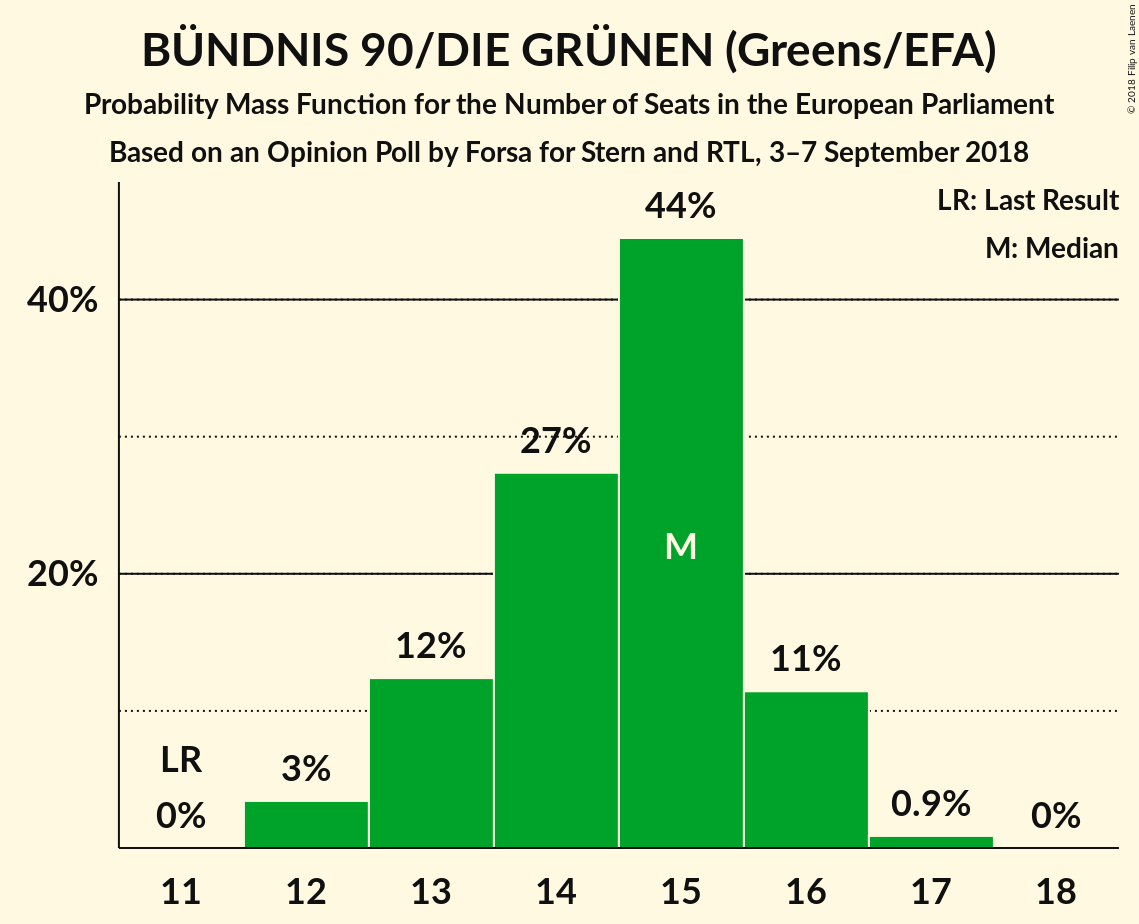 BÜNDNIS 90/DIE GRÜNEN (Greens/EFA)
Probability Mass Function for the Number of Seats in the European Parliament
Based on an Opinion Poll by Forsa for Stern and RTL, 3–7 September 2018
© 2018 Filip van Laenen
LR: Last Result
M: Median
40%
20%
LR
0%
3%
12%
27%
44%
M
11%
0.9%
0%
11 12 13 14 15 16 17 18